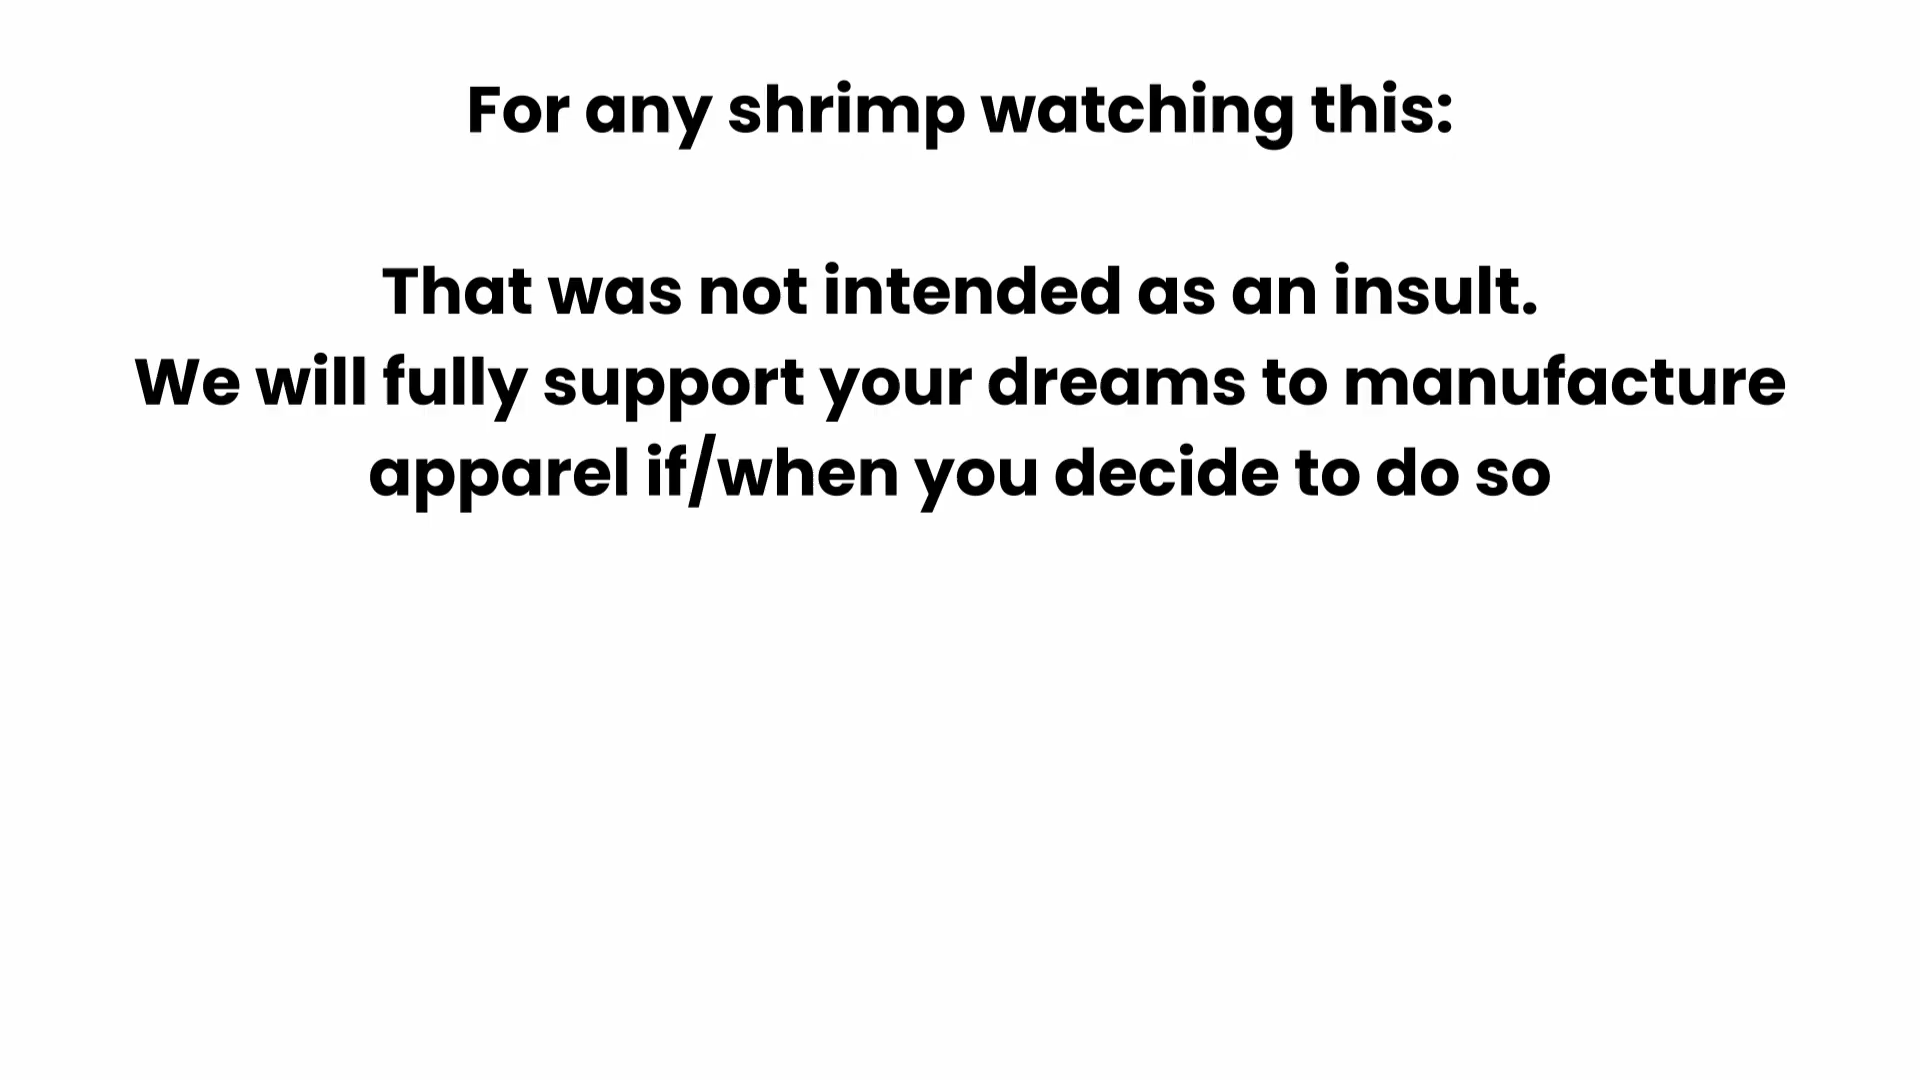 For any shrimp watching this:
That was not intended as an insult.
We will fully support your dreams to manufacture
apparel if/when you decide to do so